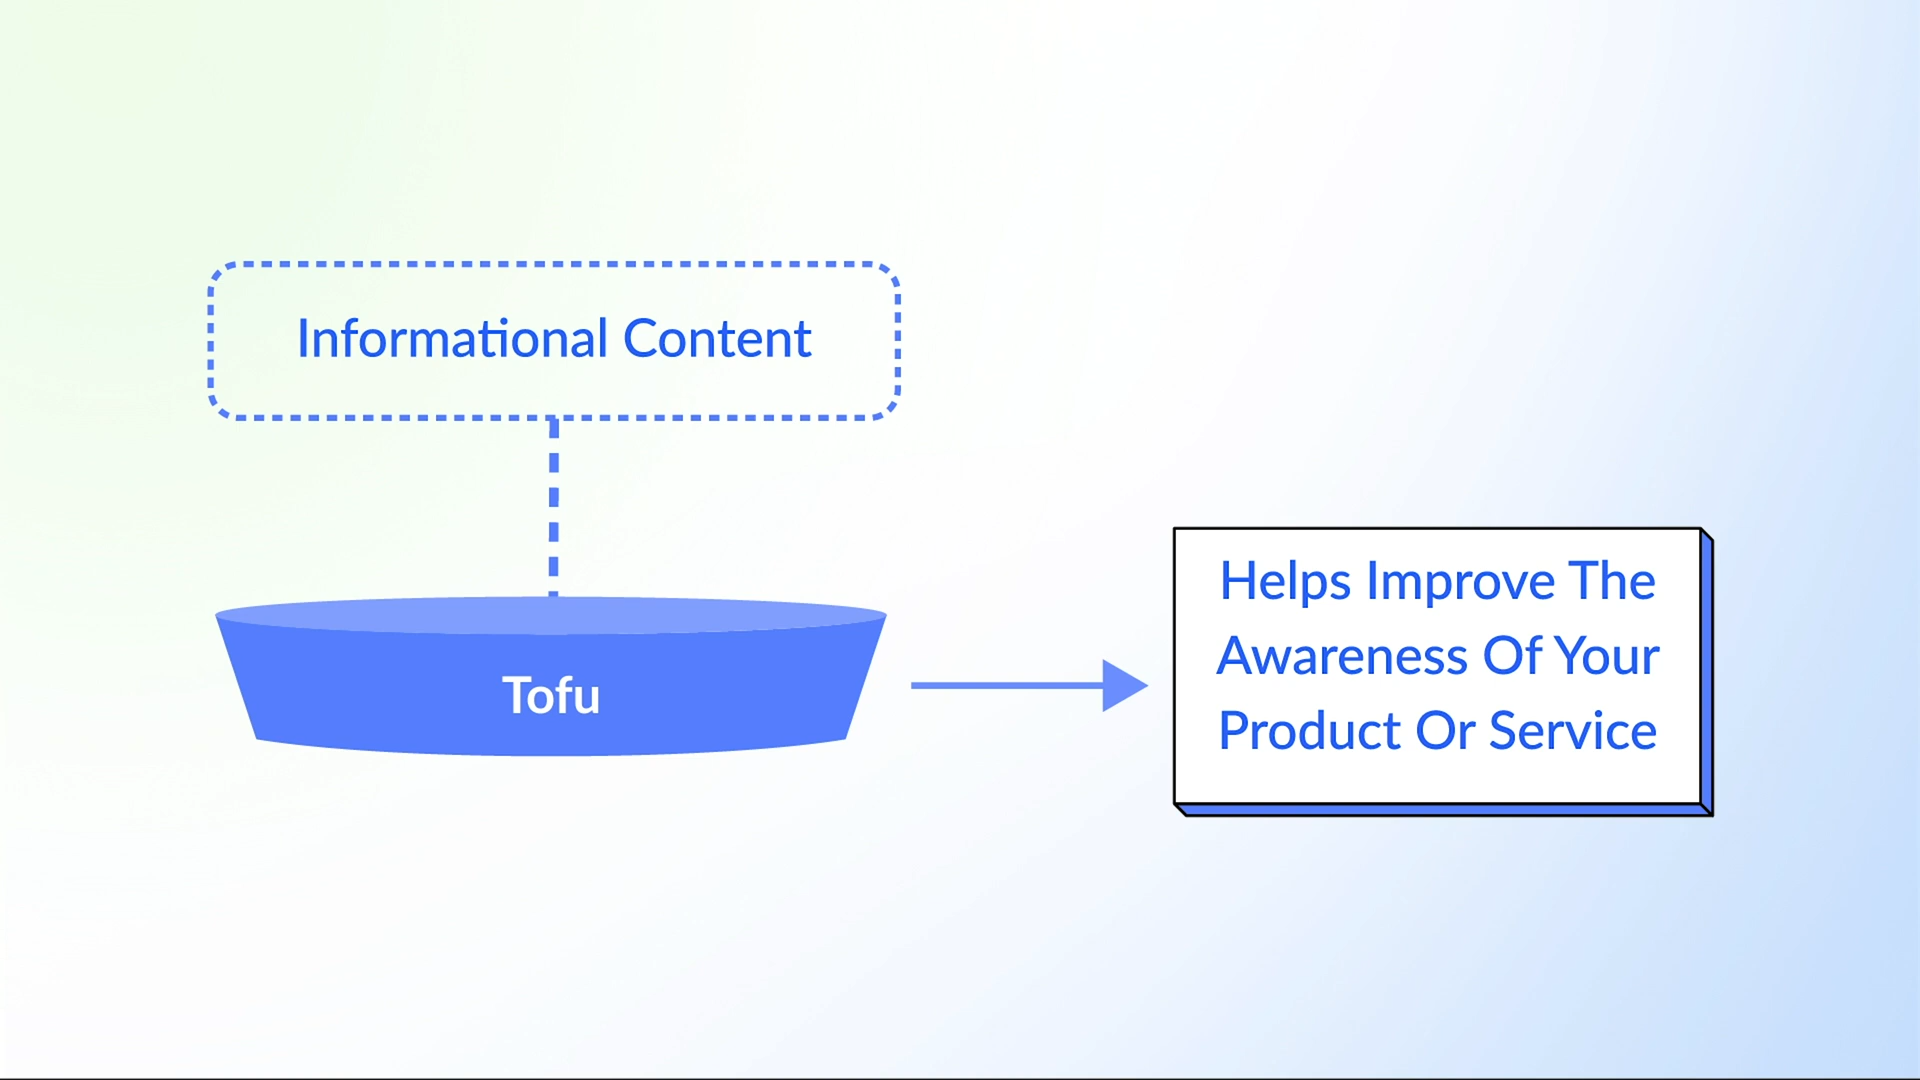 Informational Content
Tofu
Helps Improve The
Awareness Of Your
Product Or Service